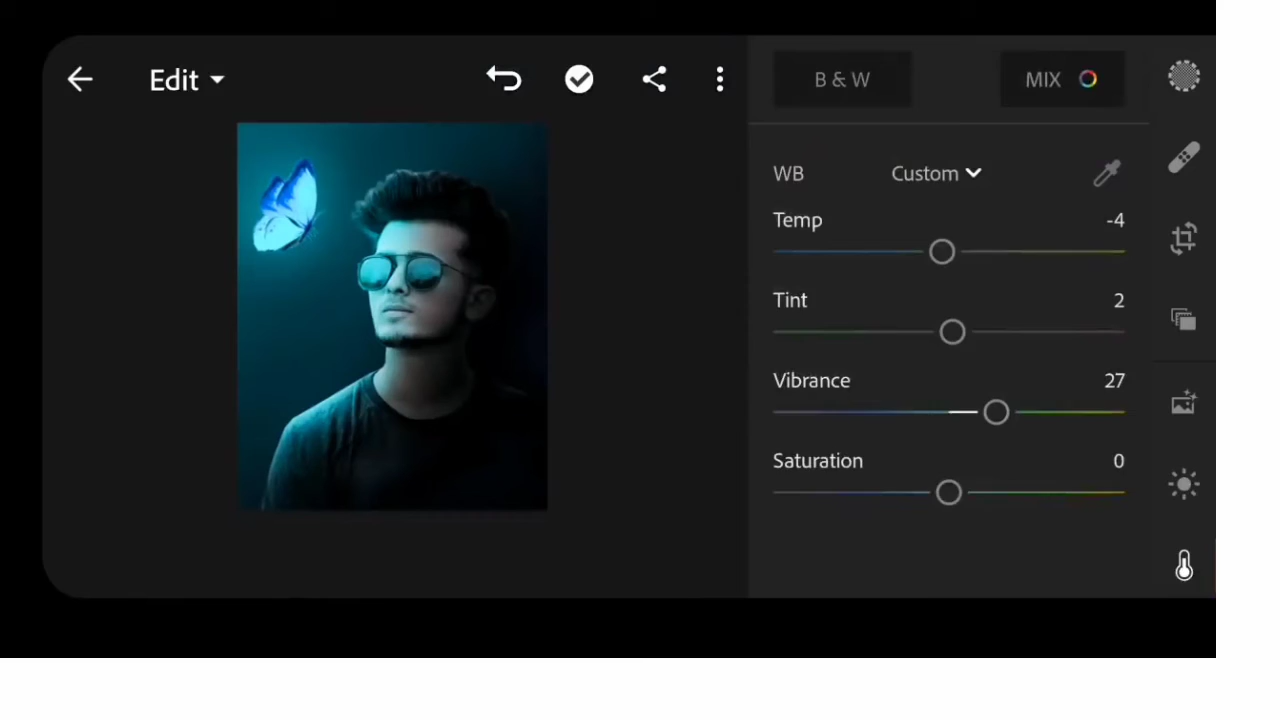 Edit
B & W
MIX
WB
Custom
Temp
-4
Tint
2
Vibrance
27
Saturation
0